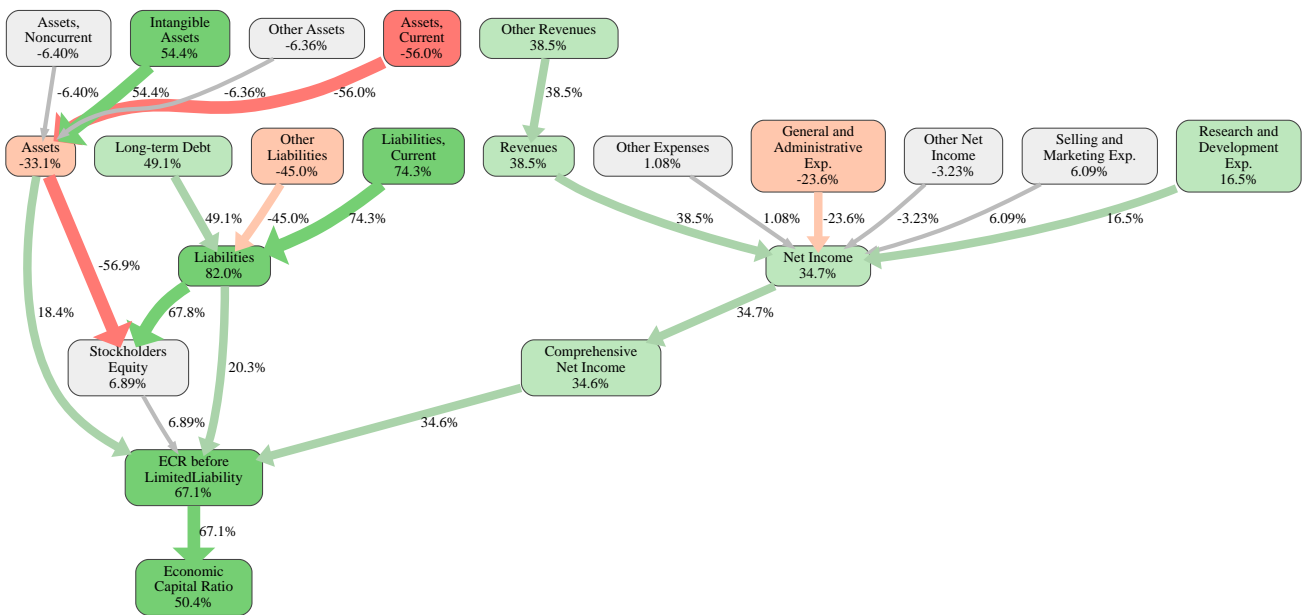 Assets,
Noncurrent
-6.40%
Intangible
Assets
54.4%
Other Assets
-6.36%
Assets,
Current
-56.0%
Other Revenues
38.5%
-6.40%
54.4%
-6.36%
-56.0%
38.5%
Assets
-33.1%
Long-term Debt
49.1%
Other
Liabilities
-45.0%
Liabilities,
Current
74.3%
Revenues
38.5%
Other Expenses
1.08%
General and
Administrative
Exp.
-23.6%
Other Net
Income
-3.23%
Selling and
Marketing Exp.
6.09%
Research and
Development
Exp.
16.5%
49.1%
-45.0%
74.3%
38.5%
1.08%
-23.6%
-3.23%
6.09%
16.5%
Liabilities
82.0%
Net Income
34.7%
-56.9%
18.4%
67.8%
34.7%
Stockholders
Equity
6.89%
20.3%
Comprehensive
Net Income
34.6%
6.89%
34.6%
ECR before
LimitedLiability
67.1%
67.1%
Economic
Capital Ratio
50.4%